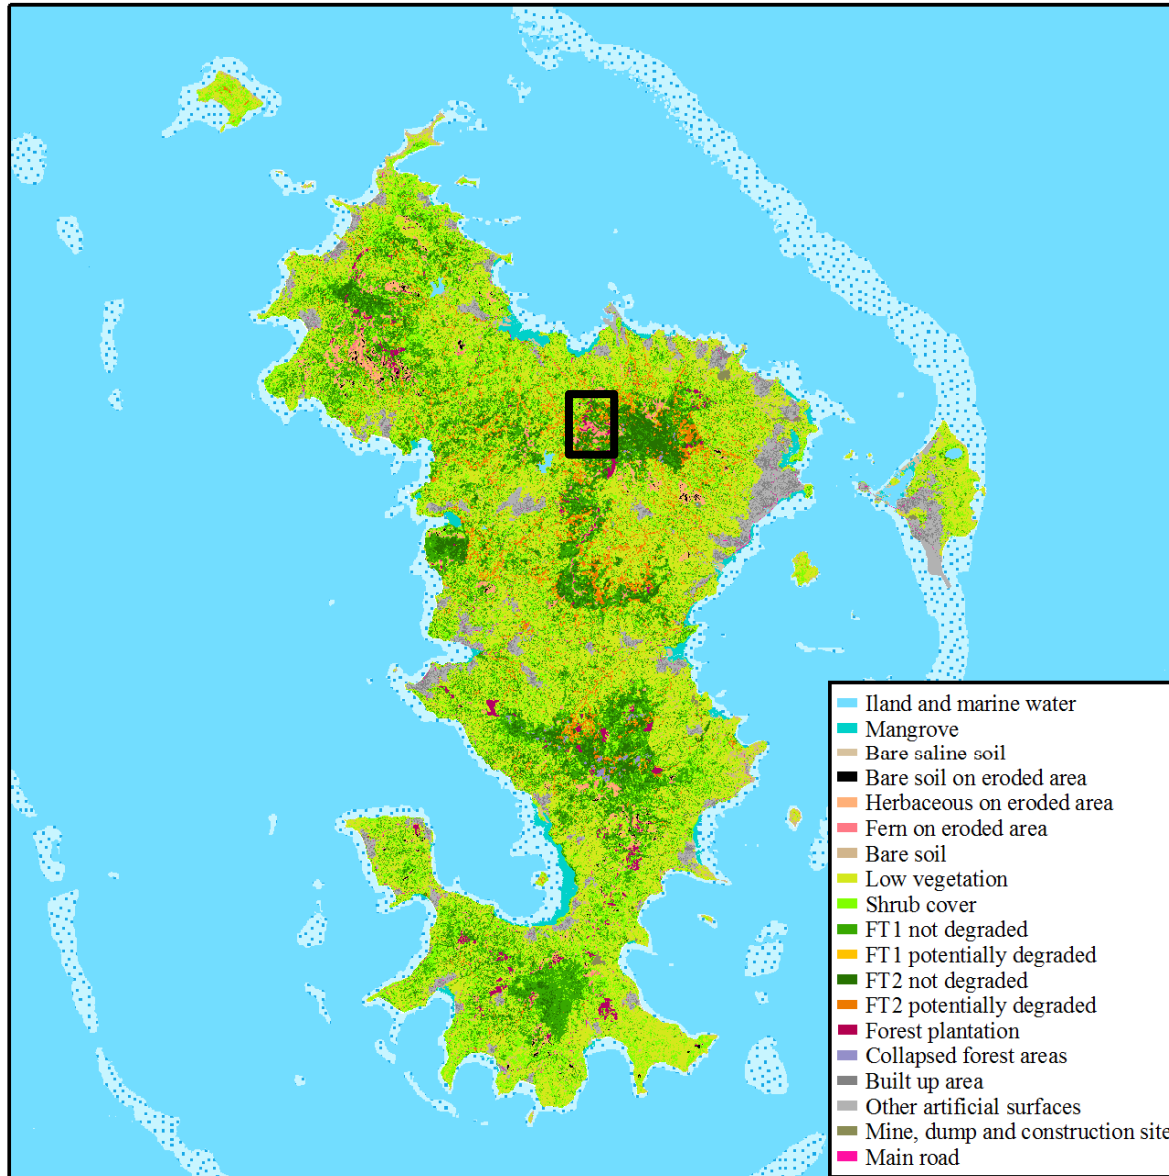 Iland and marine water
Mangrove
Bare saline soil
Bare soil on eroded area
Herbaceous on eroded area
Fern on eroded area
Bare soil
Low vegetation
Shrub cover
FT1 not degraded
FT1 potentially degraded
FT2 not degraded
FT2 potentially degraded
Forest plantation
Collapsed forest areas
Built up area
Other artificial surfaces
Mine, dump and construction site
Main road